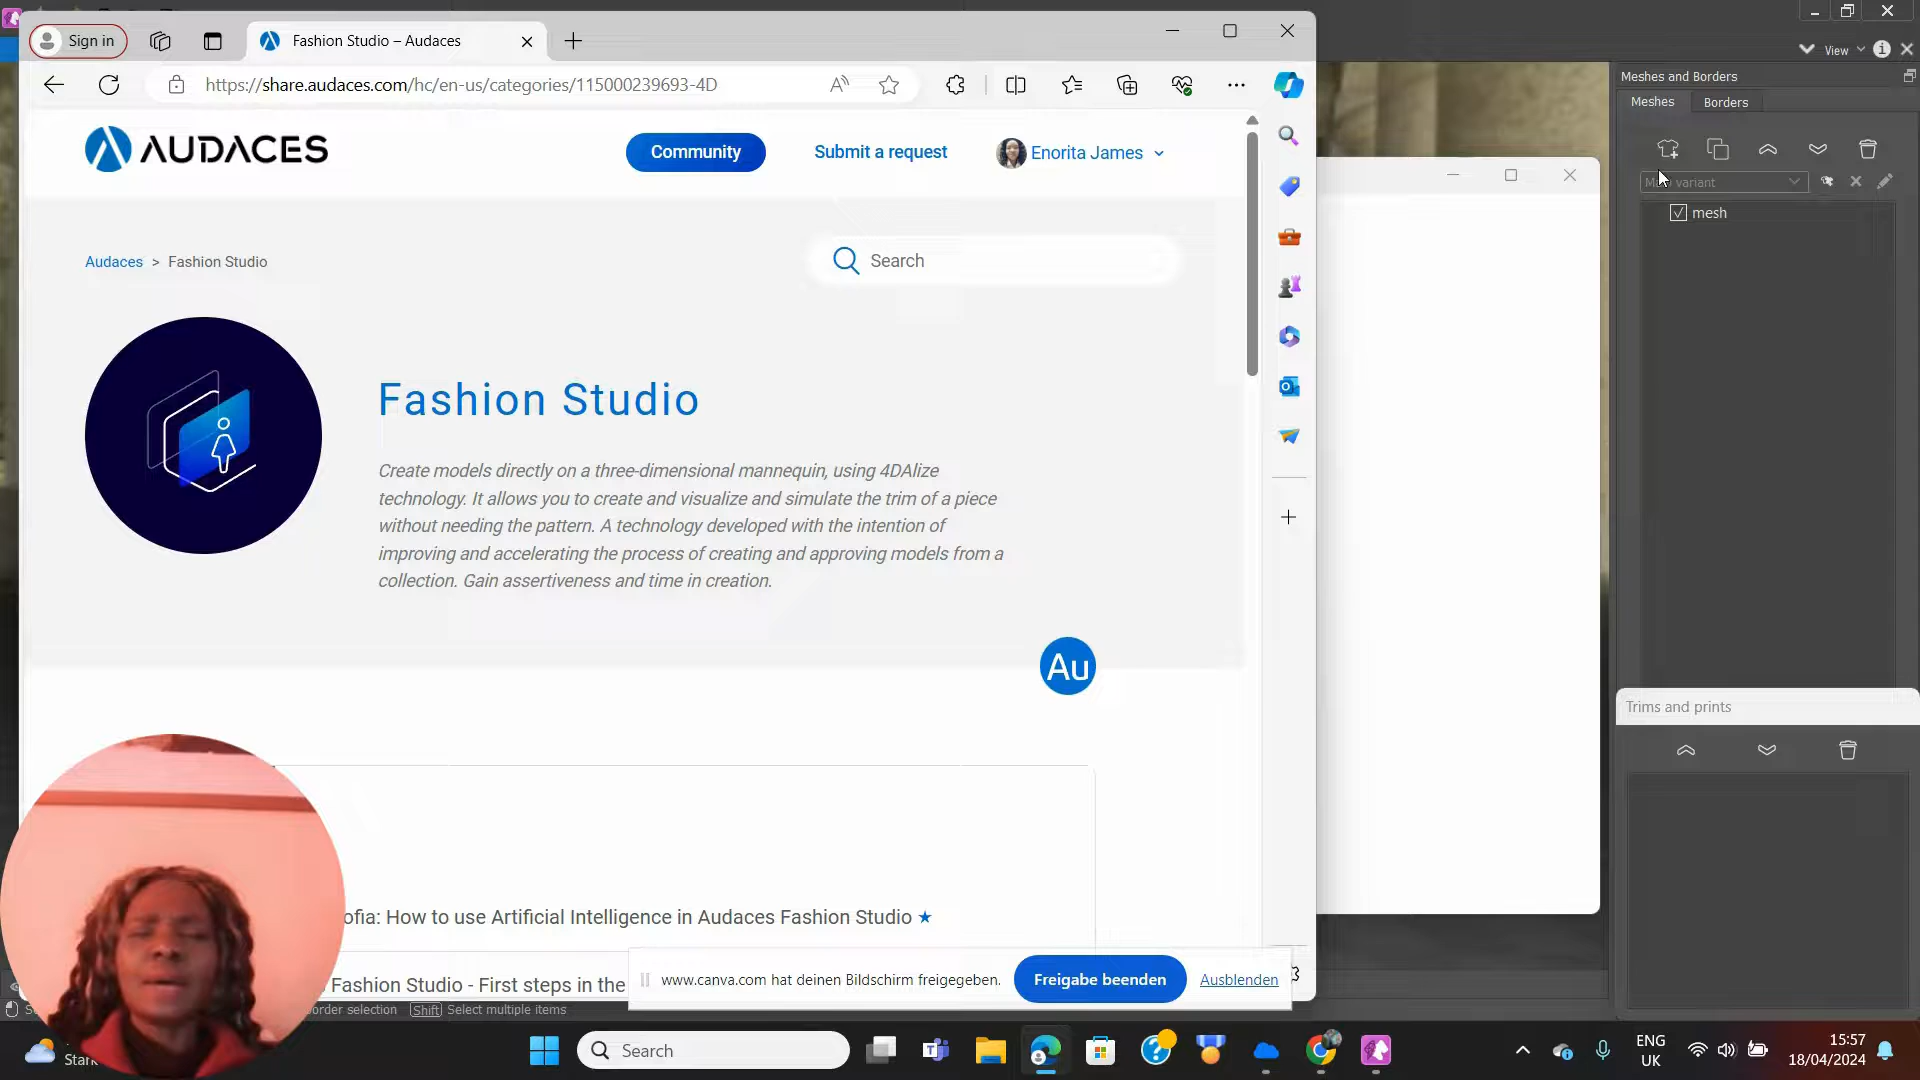 Sign in
Fashion Studio – Audaces
View
https://share.audaces.com/hc/en-us/categories/115000239693-4D
Meshes and Borders
Meshes
Borders
AUDACES
Community
Submit a request
Enorita James
variant
mesh
Audaces > Fashion Studio
Search
Fashion Studio
Create models directly on a three-dimensional mannequin, using 4DAlize
technology. It allows you to create and visualize and simulate the trim of a piece
without needing the pattern. A technology developed with the intention of
improving and accelerating the process of creating and approving models from a
collection. Gain assertiveness and time in creation.
Au
Trims and prints
ofia: How to use Artificial Intelligence in Audaces Fashion Studio ★
Fashion Studio - First steps in the
www.canva.com hat deinen Bildschirm freigegeben.
Freigabe beenden
Ausblenden
order selection
Shift Select multiple items
Search
ENG
UK
15:57
18/04/2024